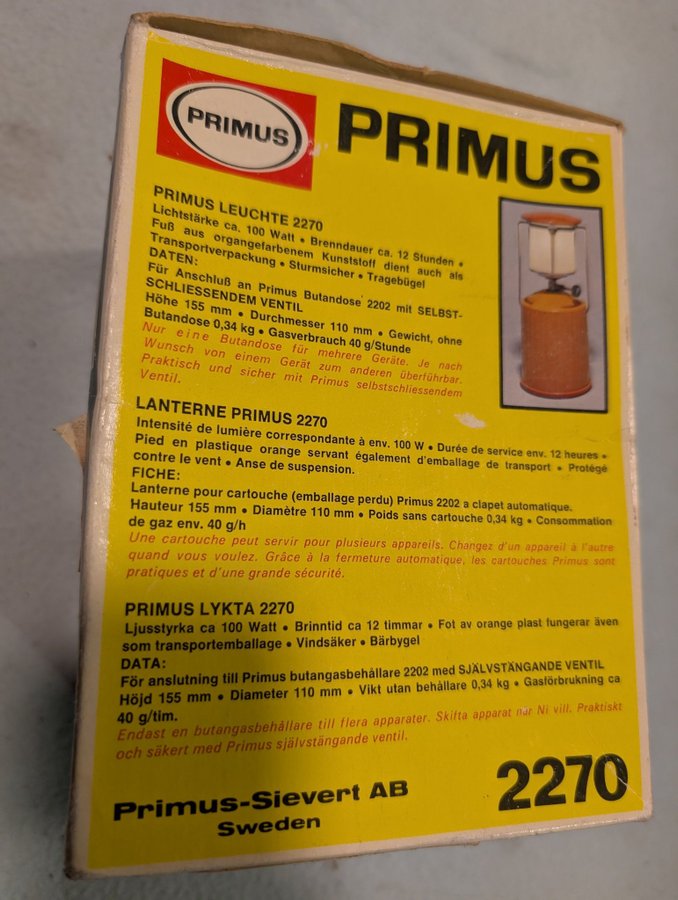 PRIMUS
PRIMUS
PRIMUS LEUCHTE 2270
Lichtstärke ca. 100 Watt • Brenndauer ca. 12 Stunden •
Fuß aus organgefarbenem Kunststoff dient auch als
Transportverpackung • Sturmsicher • Tragebügel
DATEN:
Für Anschluß an Primus Butandose 2202 mit SELBST-
SCHLIESSENDEM VENTIL
Höhe 155 mm • Durchmesser 110 mm • Gewicht, ohne
Butandose 0,34 kg • Gasverbrauch 40 g/Stunde
Nur eine Butandose für mehrere Geräte. Je nach
Wunsch von einem Gerät zum anderen überführbar.
Praktisch und sicher mit Primus selbstschliessendem
Ventil.
LANTERNE PRIMUS 2270
Intensité de lumière correspondante à env. 100 W • Durée de service env. 12 heures •
Pied en plastique orange servant également d'emballage de transport • Protégé
contre le vent • Anse de suspension.
FICHE:
Lanterne pour cartouche (emballage perdu) Primus 2202 a clapet automatique.
Hauteur 155 mm • Diamètre 110 mm • Poids sans cartouche 0,34 kg • Consommation
de gaz env. 40 g/h
Une cartouche peut servir pour plusieurs appareils. Changez d'un appareil à l'autre
quand vous voulez. Grâce à la fermeture automatique, les cartouches Primus sont
pratiques et d'une grande sécurité.
PRIMUS LYKTA 2270
Ljusstyrka ca 100 Watt • Brinntid ca 12 timmar • Fot av orange plast fungerar även
som transportemballage • Vindsäker • Bärbygel
DATA:
För anslutning till Primus butangasbehållare 2202 med SJÄLVSTÄNGANDE VENTIL
Höjd 155 mm • Diameter 110 mm • Vikt utan behållare 0,34 kg • Gasförbrukning ca
40 g/tim.
Endast en butangasbehållare till flera apparater. Skifta apparat när Ni vill. Praktiskt
och säkert med Primus självstängande ventil.
Primus-Sievert AB
Sweden
2270